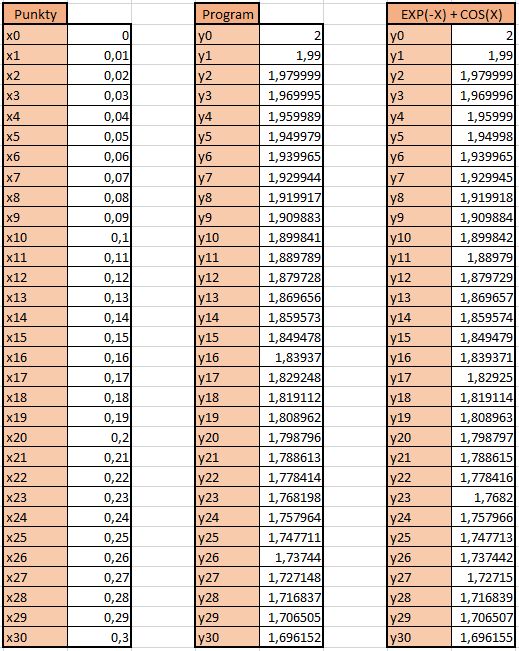 Punkty Program EXP(-X) + COS(X)
x0 0 y0 2 y0 2
x1 0,01 y1 1,99 y1 1,99
x2 0,02 y2 1,979999 y2 1,979999
x3 0,03 y3 1,969995 y3 1,969996
x4 0,04 y4 1,959989 y4 1,95999
x5 0,05 y5 1,949979 y5 1,94998
x6 0,06 y6 1,939965 y6 1,939965
x7 0,07 y7 1,929944 y7 1,929945
x8 0,08 y8 1,919917 y8 1,919918
x9 0,09 y9 1,909883 y9 1,909884
x10 0,1 y10 1,899841 y10 1,899842
x11 0,11 y11 1,889789 y11 1,88979
x12 0,12 y12 1,879728 y12 1,879729
x13 0,13 y13 1,869656 y13 1,869657
x14 0,14 y14 1,859573 y14 1,859574
x15 0,15 y15 1,849478 y15 1,849479
x16 0,16 y16 1,83937 y16 1,839371
x17 0,17 y17 1,829248 y17 1,82925
x18 0,18 y18 1,819112 y18 1,819114
x19 0,19 y19 1,808962 y19 1,808963
x20 0,2 y20 1,798796 y20 1,798797
x21 0,21 y21 1,788613 y21 1,788615
x22 0,22 y22 1,778414 y22 1,778416
x23 0,23 y23 1,768198 y23 1,7682
x24 0,24 y24 1,757964 y24 1,757966
x25 0,25 y25 1,747711 y25 1,747713
x26 0,26 y26 1,73744 y26 1,737442
x27 0,27 y27 1,727148 y27 1,72715
x28 0,28 y28 1,716837 y28 1,716839
x29 0,29 y29 1,706505 y29 1,706507
x30 0,3 y30 1,696152 y30 1,696155